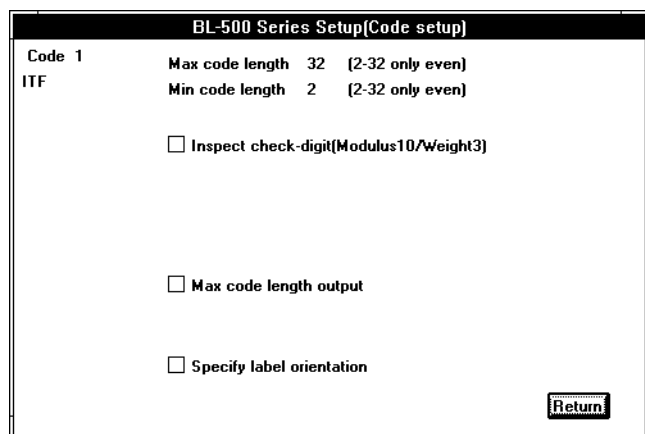 BL-500 Series Setup(Code setup)
Code 1
ITF
Max code length 32 (2-32 only even)
Min code length 2 (2-32 only even)
Inspect check-digit(Modulus10/Weight3)
Max code length output
Specify label orientation
Return